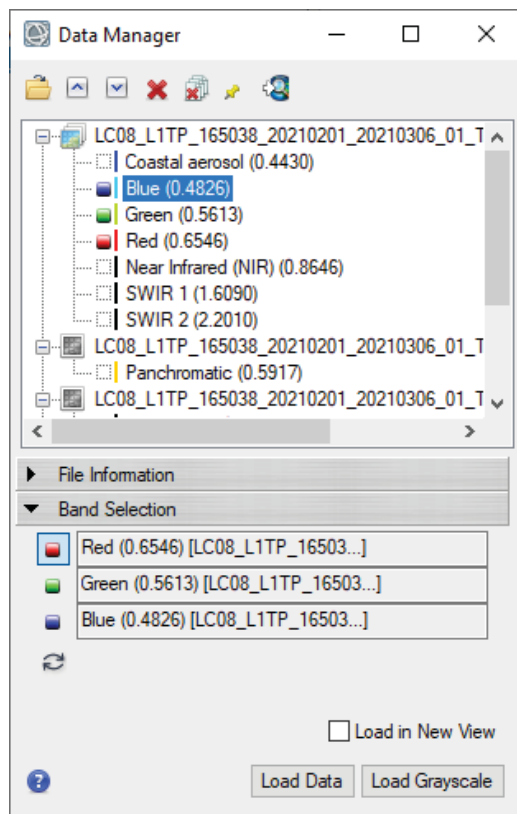 Data Manager
LC08_L1TP_165038_20210201_20210306_01_T
Coastal aerosol (0.4430)
Blue (0.4826)
Green (0.5613)
Red (0.6546)
Near Infrared (NIR) (0.8646)
SWIR 1 (1.6090)
SWIR 2 (2.2010)
LC08_L1TP_165038_20210201_20210306_01_T
Panchromatic (0.5917)
LC08_L1TP_165038_20210201_20210306_01_T
File Information
Band Selection
Red (0.6546) [LC08_L1TP_16503...]
Green (0.5613) [LC08_L1TP_16503...]
Blue (0.4826) [LC08_L1TP_16503...]
Load in New View
? Load Data Load Grayscale